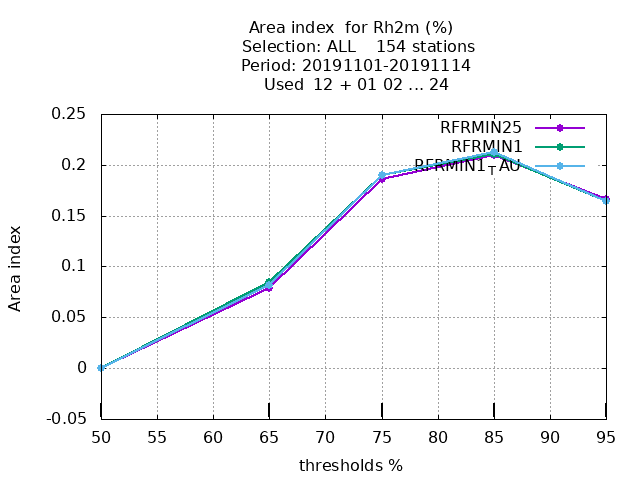 Area index  for Rh2m (%)
Selection: ALL    154 stations
Period: 20191101-20191114
Used  12 + 01 02 ... 24
0.25
0.2
0.15
0.1
0.05
0
-0.05
Area index
RFRMIN25
RFRMIN1
RFRMIN1TAU
50 55 60 65 70 75 80 85 90 95
thresholds %